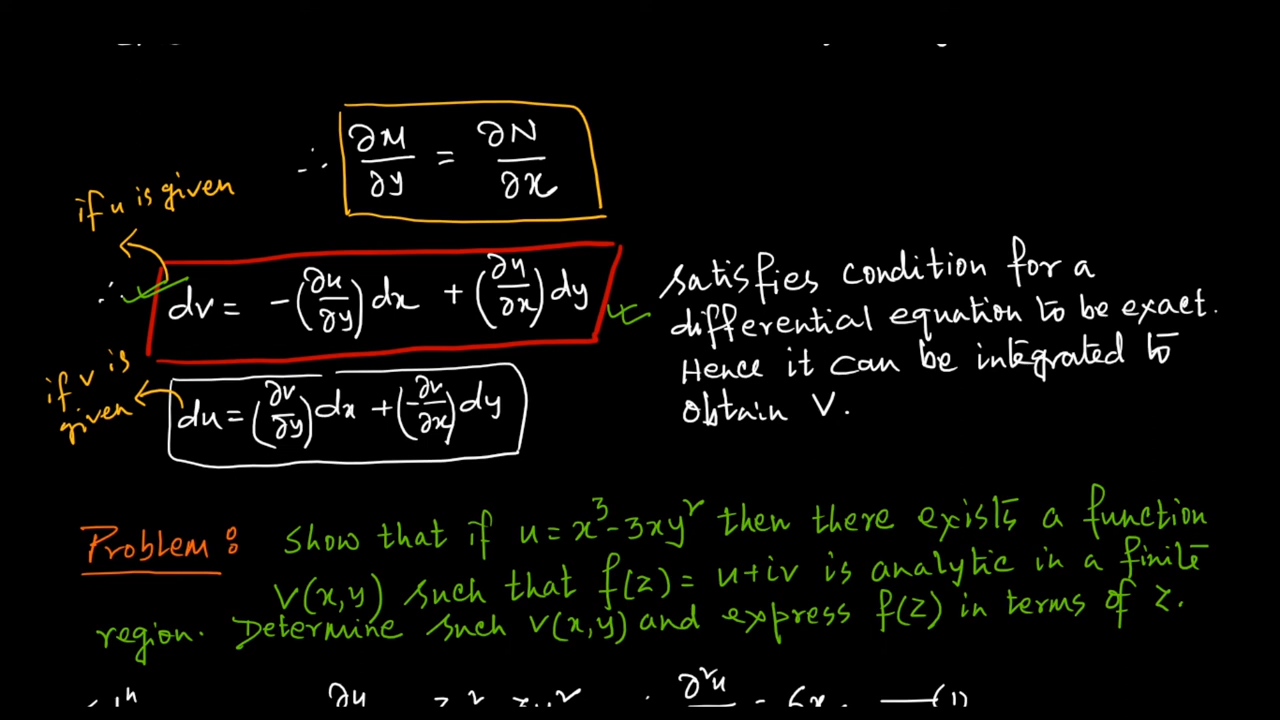 ∴ ∂M/∂y = ∂N/∂x
if u is given
∴ dv = -(∂u/∂y)dx + (∂u/∂x)dy
satisfies condition for a
differential equation to be exact.
Hence it can be integrated to
obtain V.
if v is
given
du = (∂v/∂y)dx + (-∂v/∂x)dy
Problem: Show that if u = x³-3xy² then there exists a function
v(x,y) such that f(z) = u+iv is analytic in a finite
region. Determine such v(x,y) and express f(z) in terms of z.